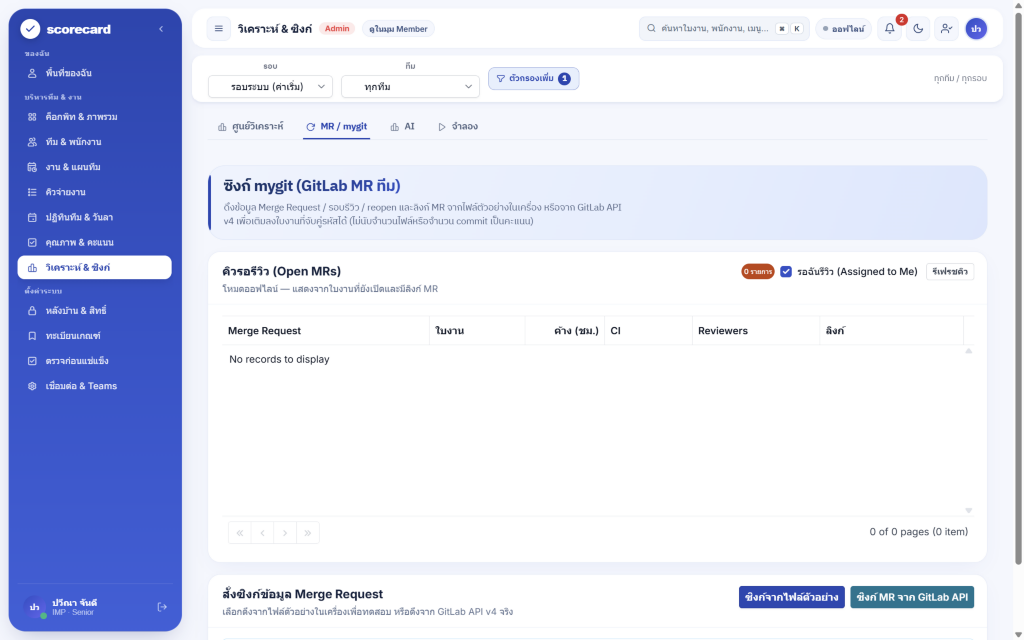 scorecard
ของฉัน
พื้นที่ของฉัน
บริหารทีม & งาน
ค็อกพิท & ภาพรวม
ทีม & พนักงาน
งาน & แผนทีม
คิวจ่ายงาน
ปฏิทินทีม & วันลา
คุณภาพ & คะแนน
วิเคราะห์ & ซิงก์
ตั้งค่าระบบ
หลังบ้าน & สิทธิ์
ทะเบียนเกณฑ์
ตรวจก่อนแช่แข็ง
เชื่อมต่อ & Teams
ปวีณา จันดี
IMP · Senior
วิเคราะห์ & ซิงก์ Admin ดูในมุม Member
ค้นหาใบงาน, พนักงาน, เมนู... ⌘ K ออฟไลน์ 2 ปว
รอบ ทีม
รอบระบบ (ค่าเริ่ม) ทุกทีม ตัวกรองเพิ่ม 1 ทุกทีม / ทุกรอบ
ศูนย์วิเคราะห์ MR / mygit AI จำลอง
ซิงก์ mygit (GitLab MR ทีม)
ดึงข้อมูล Merge Request / รอบรีวิว / reopen และลิงก์ MR จากไฟล์ตัวอย่างในเครื่อง หรือจาก GitLab API
v4 เพื่อเติมลงใบงานที่จับคู่รหัสได้ (ไม่นับจำนวนไฟล์หรือจำนวน commit เป็นคะแนน)
คิวรอรีวิว (Open MRs)
0 รายการ รอฉันรีวิว (Assigned to Me) รีเฟรชคิว
โหมดออฟไลน์ — แสดงจากใบงานที่ยังเปิดและมีลิงก์ MR
Merge Request ใบงาน ค้าง (ชม.) CI Reviewers ลิงก์
No records to display
0 of 0 pages (0 item)
สั่งซิงก์ข้อมูล Merge Request
เลือกดึงจากไฟล์ตัวอย่างในเครื่องเพื่อทดสอบ หรือดึงจาก GitLab API v4 จริง
ซิงก์จากไฟล์ตัวอย่าง ซิงก์ MR จาก GitLab API